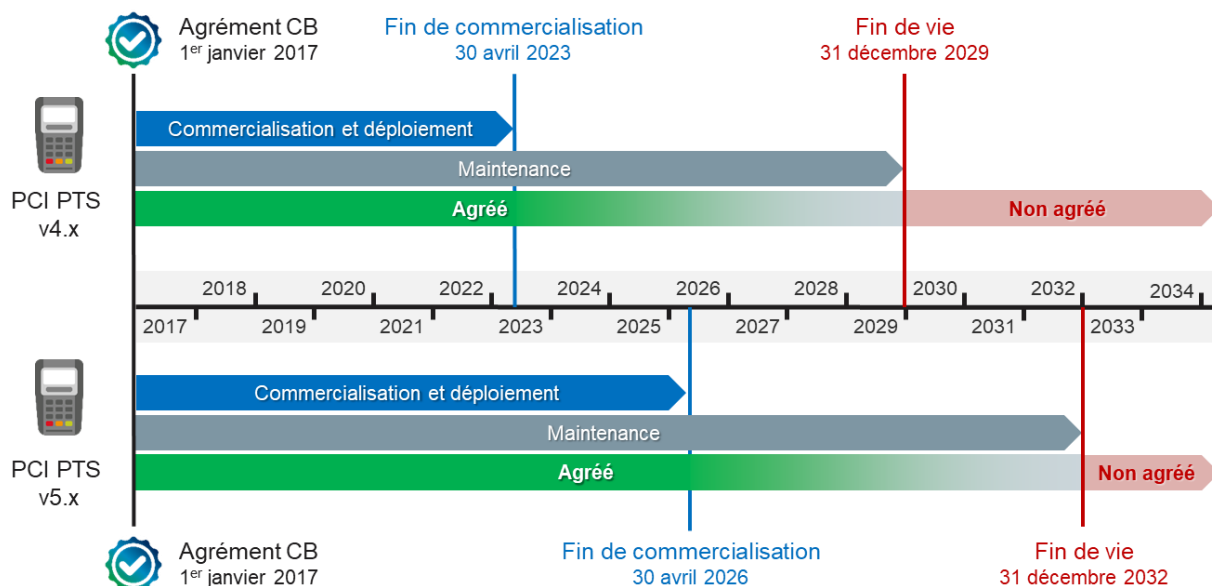 Agrément CB
1er janvier 2017
Fin de commercialisation
30 avril 2023
Fin de vie
31 décembre 2029
PCI PTS
v4.x
Commercialisation et déploiement
Maintenance
Agréé
Non agréé
2018 2020 2022 2024 2026 2028 2030 2032 2034
2017 2019 2021 2023 2025 2027 2029 2031 2033
PCI PTS
v5.x
Commercialisation et déploiement
Maintenance
Agréé
Non agréé
Agrément CB
1er janvier 2017
Fin de commercialisation
30 avril 2026
Fin de vie
31 décembre 2032